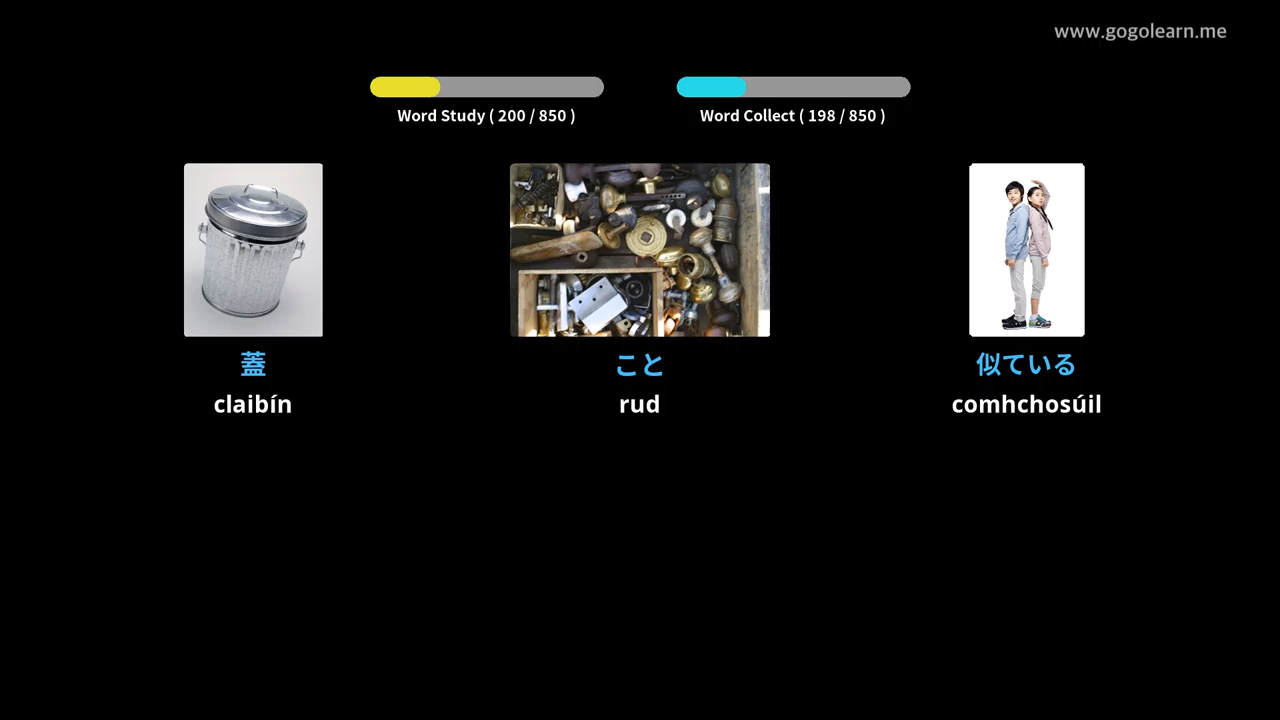 www.gogolearn.me
Word Study ( 200 / 850 )
Word Collect ( 198 / 850 )
蓋
こと
似ている
claibín
rud
comhchosúil